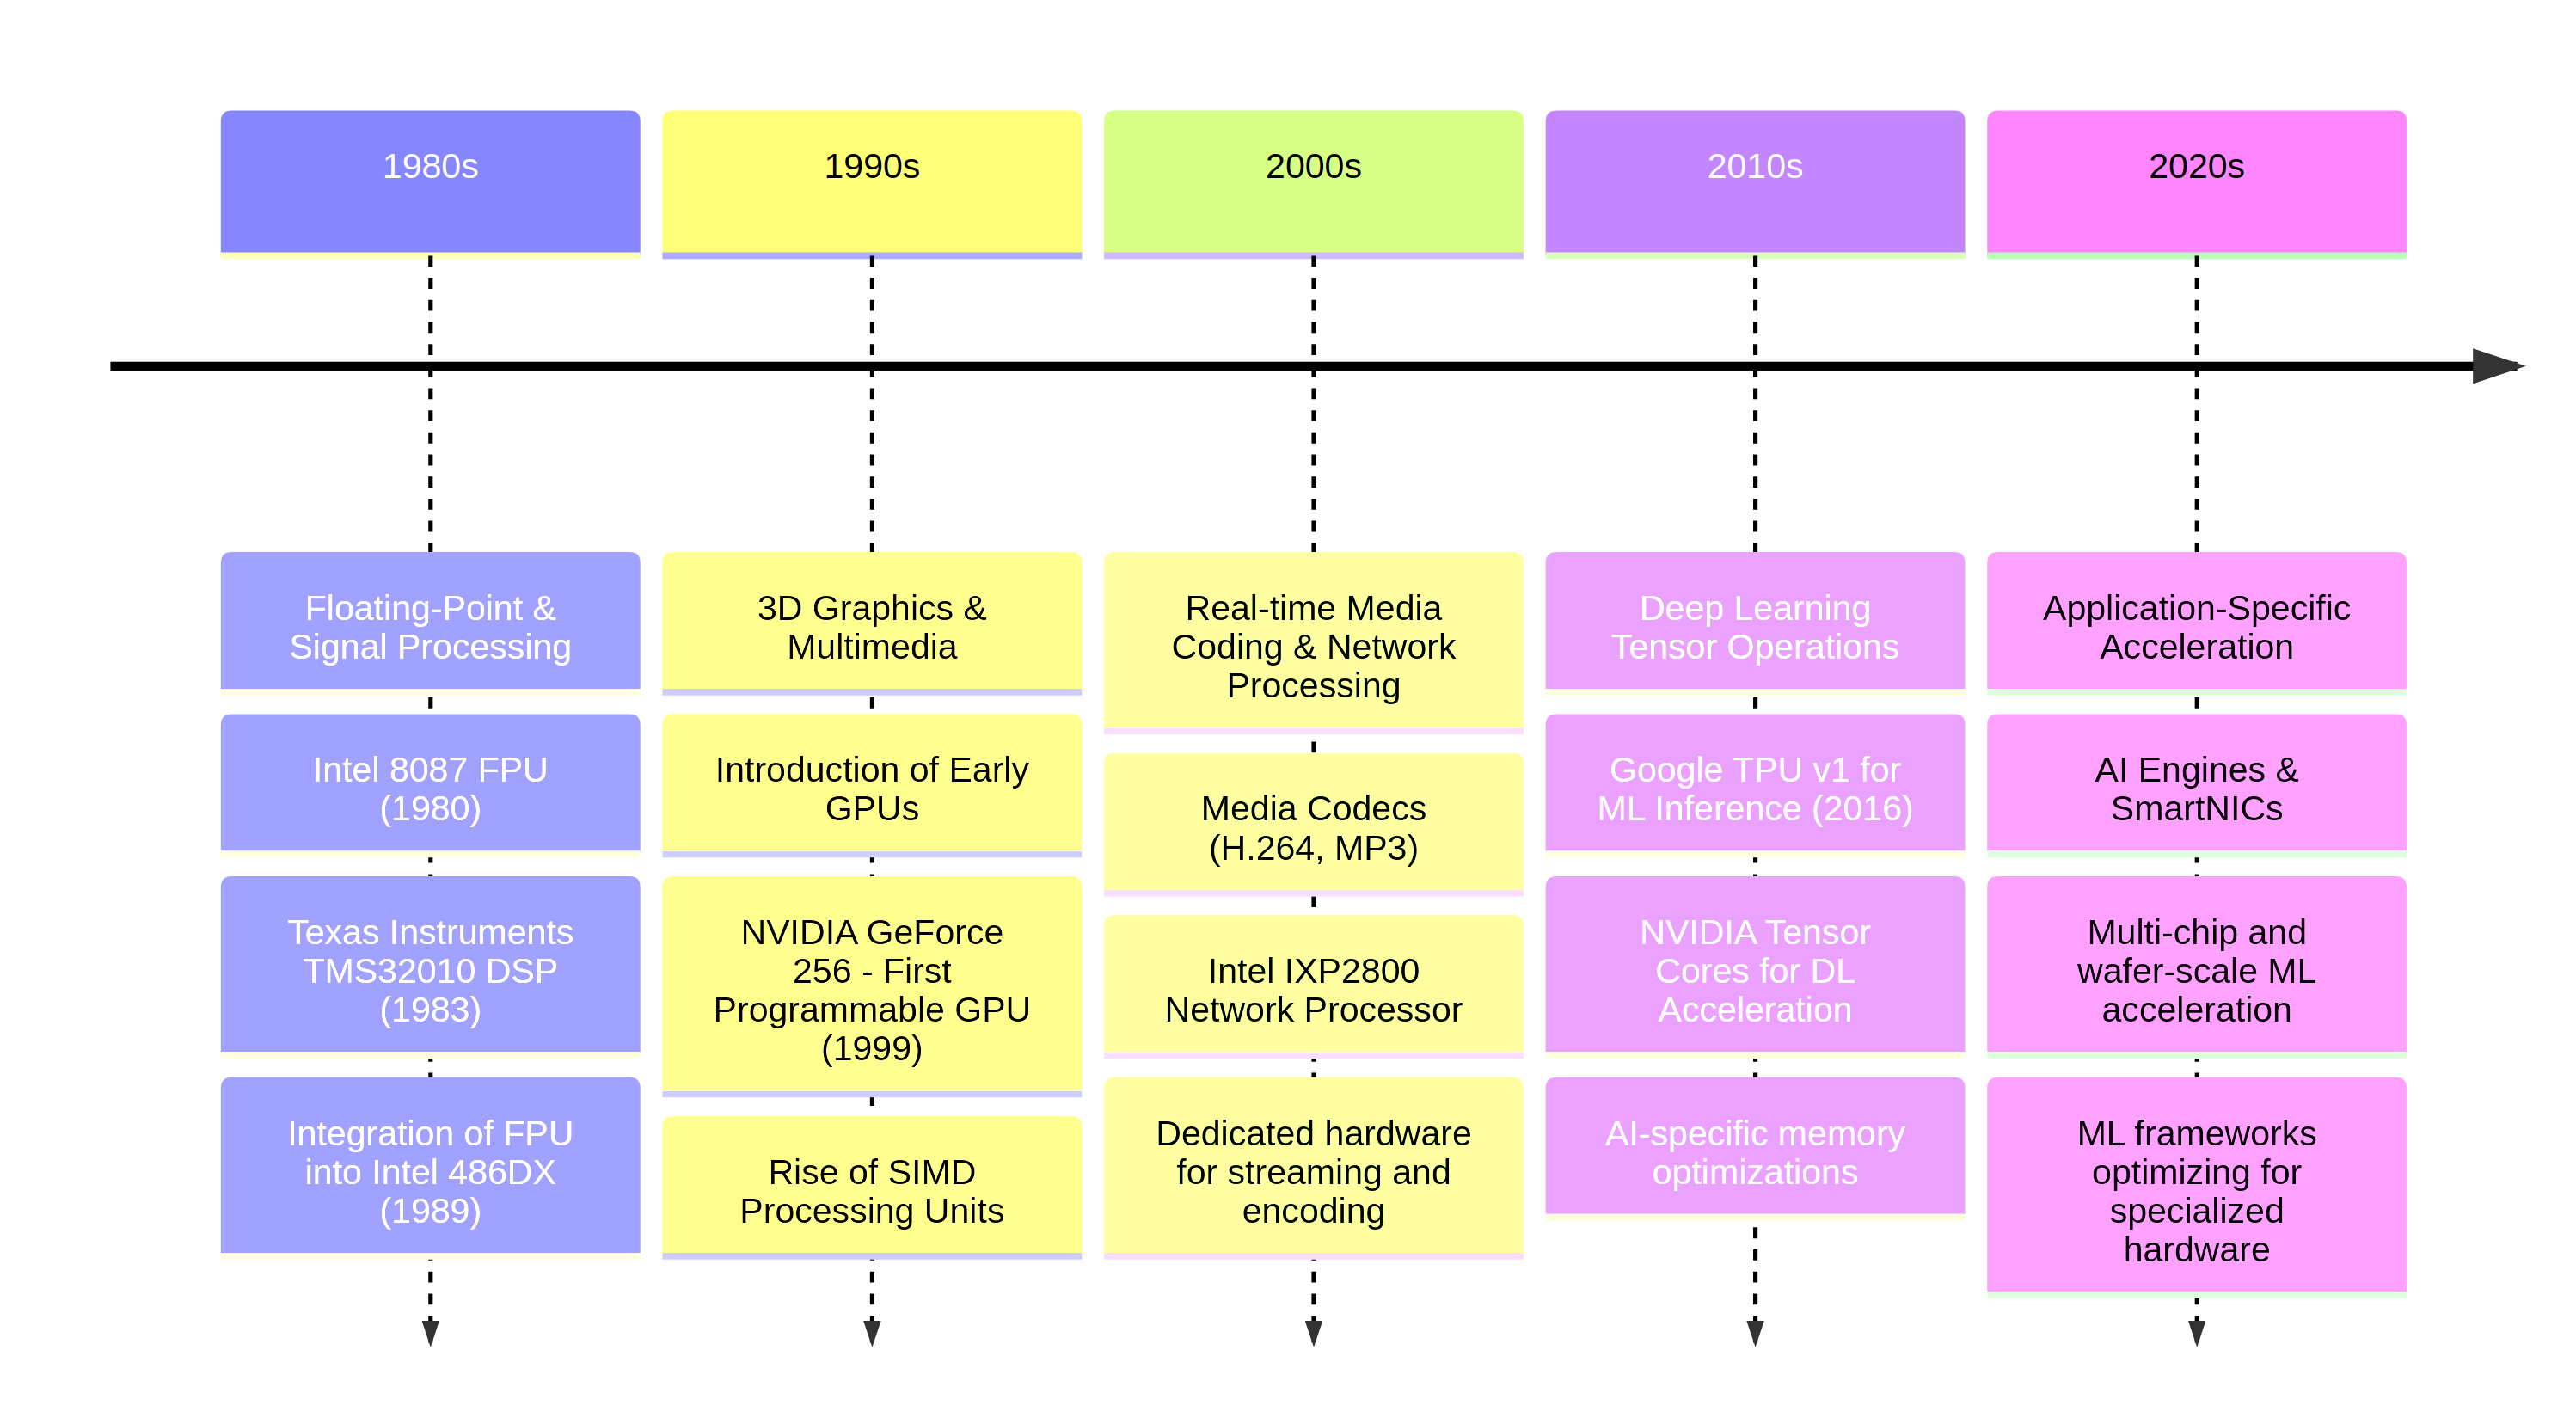 1980s
1990s
2000s
2010s
2020s
Floating-Point &
Signal Processing
Intel 8087 FPU
(1980)
Texas Instruments
TMS32010 DSP
(1983)
Integration of FPU
into Intel 486DX
(1989)
3D Graphics &
Multimedia
Introduction of Early
GPUs
NVIDIA GeForce
256 - First
Programmable GPU
(1999)
Rise of SIMD
Processing Units
Real-time Media
Coding & Network
Processing
Media Codecs
(H.264, MP3)
Intel IXP2800
Network Processor
Dedicated hardware
for streaming and
encoding
Deep Learning
Tensor Operations
Google TPU v1 for
ML Inference (2016)
NVIDIA Tensor
Cores for DL
Acceleration
AI-specific memory
optimizations
Application-Specific
Acceleration
AI Engines &
SmartNICs
Multi-chip and
wafer-scale ML
acceleration
ML frameworks
optimizing for
specialized
hardware